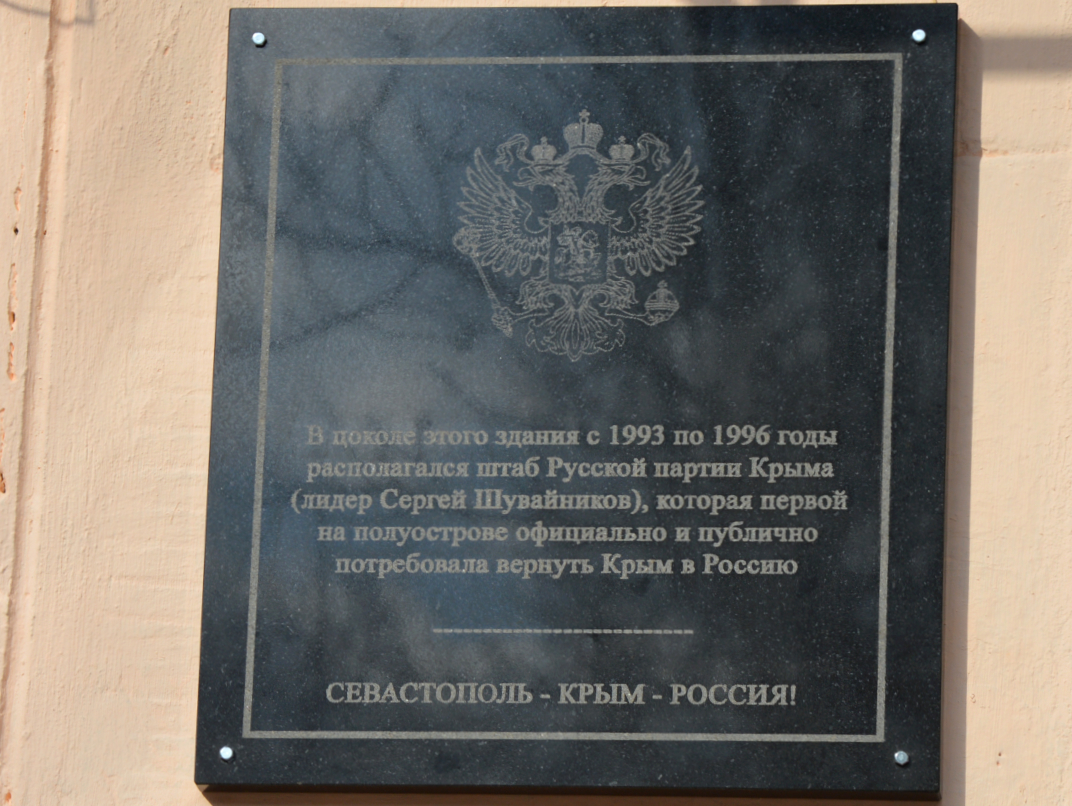 В цоколе этого здания с 1993 по 1996 годы
располагался штаб Русской партии Крыма
(лидер Сергей Шувайников), которая первой
на полуострове официально и публично
потребовала вернуть Крым в Россию
--------------------------
СЕВАСТОПОЛЬ - КРЫМ - РОССИЯ!